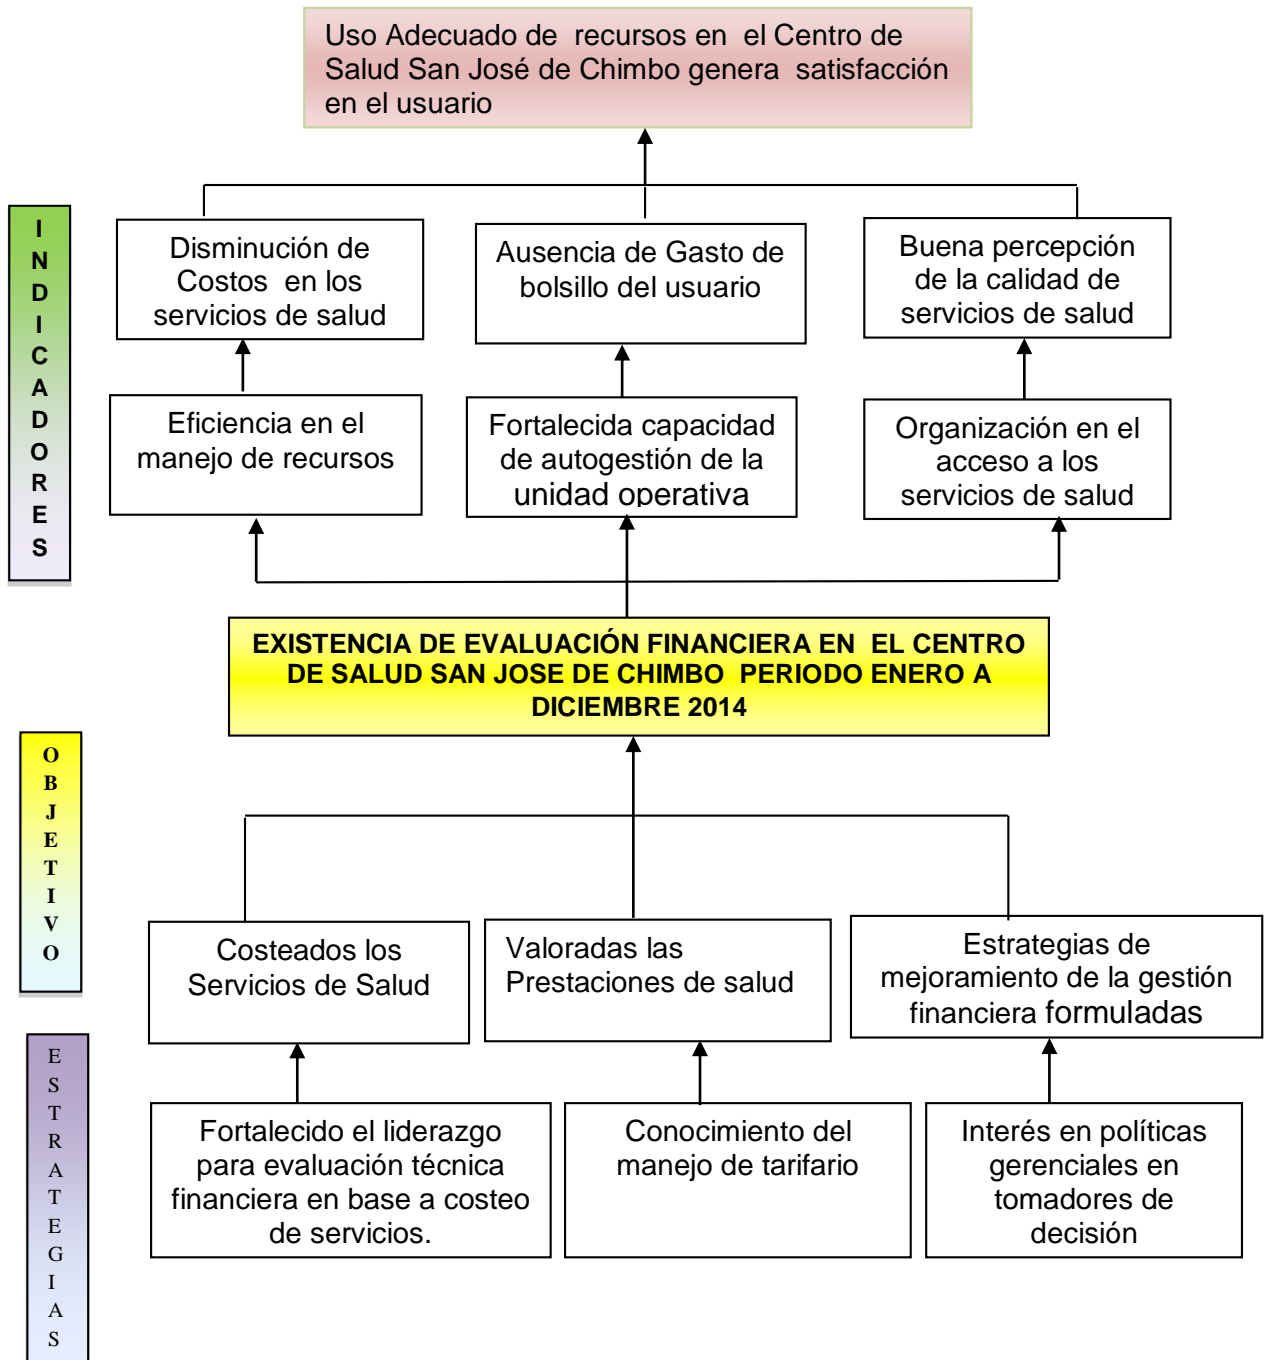 Uso Adecuado de recursos en el Centro de
Salud San José de Chimbo genera satisfacción
en el usuario
INDICADORES
Disminución de
Costos en los
servicios de salud
Ausencia de Gasto de
bolsillo del usuario
Buena percepción
de la calidad de
servicios de salud
Eficiencia en el
manejo de recursos
Fortalecida capacidad
de autogestión de la
unidad operativa
Organización en el
acceso a los
servicios de salud
EXISTENCIA DE EVALUACIÓN FINANCIERA EN EL CENTRO
DE SALUD SAN JOSE DE CHIMBO PERIODO ENERO A
DICIEMBRE 2014
OBJETIVO
Costeados los
Servicios de Salud
Valoradas las
Prestaciones de salud
Estrategias de
mejoramiento de la gestión
financiera formuladas
ESTRATEGIAS
Fortalecido el liderazgo
para evaluación técnica
financiera en base a costeo
de servicios.
Conocimiento del
manejo de tarifario
Interés en políticas
gerenciales en
tomadores de
decisión